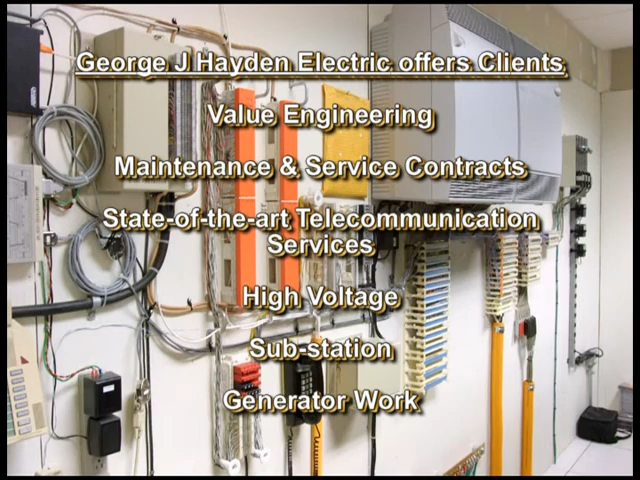 George J Hayden Electric offers Clients
Value Engineering
Maintenance & Service Contracts
State-of-the-art Telecommunication
Services
High Voltage
Sub-station
Generator Work